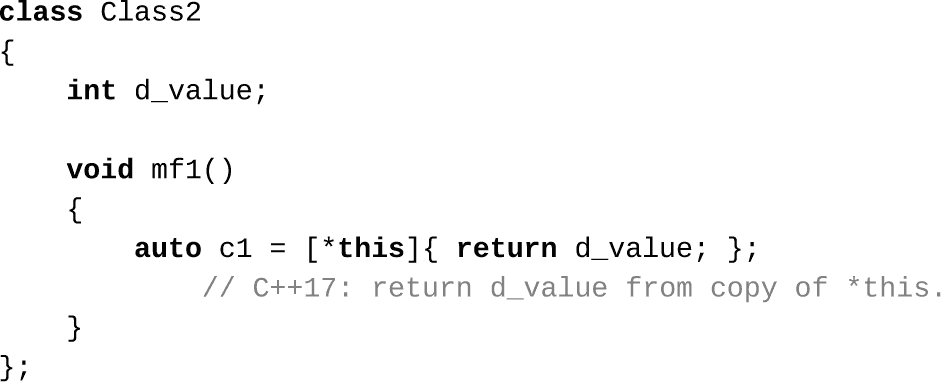 class Class2
{
    int d_value;

    void mf1()
    {
        auto c1 = [*this]{ return d_value; };
            // C++17: return d_value from copy of *this.
    }
};